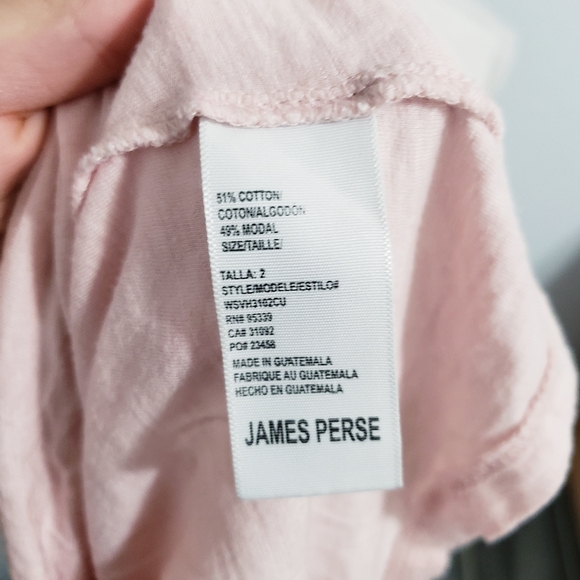 51% COTTON/
COTON/ALGODON
49% MODAL
SIZE/TAILLE/
TALLA: 2
STYLE/MODELE/ESTILO#
WSVH3102CU
RN# 95339
CA# 31092
PO# 23458
MADE IN GUATEMALA
FABRIQUE AU GUATEMALA
HECHO EN GUATEMALA
JAMES PERSE